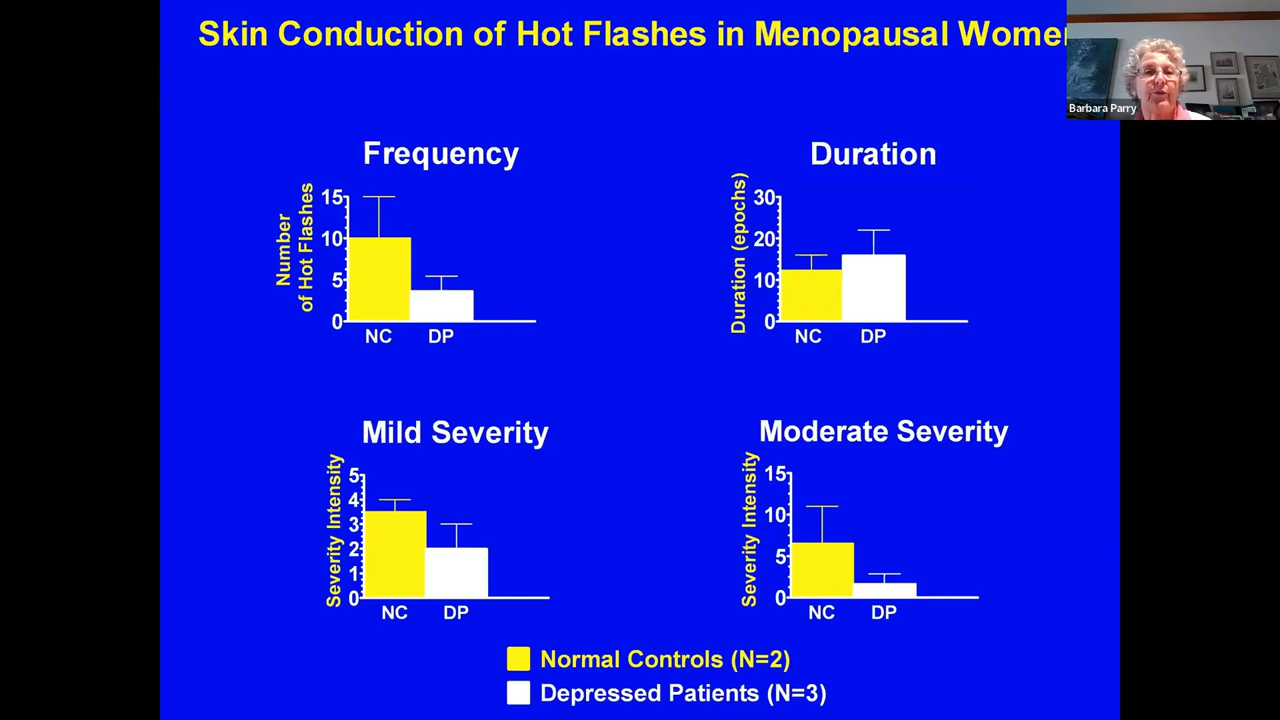 Skin Conduction of Hot Flashes in Menopausal Women
Barbara Parry
Frequency
Number
of Hot Flashes
15
10
5
0
NC DP
Duration
Duration (epochs)
30
20
10
0
NC DP
Mild Severity
Severity Intensity
5
4
3
2
1
0
NC DP
Moderate Severity
Severity Intensity
15
10
5
0
NC DP
Normal Controls (N=2)
Depressed Patients (N=3)